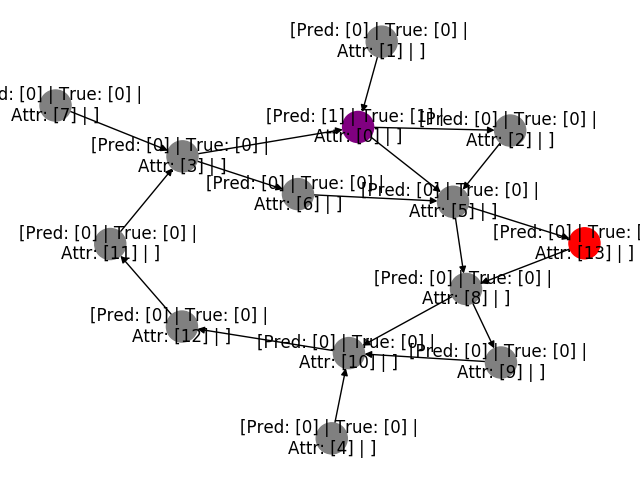 [Pred: [0] | True: [0] |
Attr: [1] | ]
d: [0] | True: [0] |
Attr: [7] | ]
[Pred: [1] | True: [1] |
Attr: [0] | ]
[Pred: [0] | True: [0] |
Attr: [2] | ]
[Pred: [0] | True: [0] |
Attr: [3] | ]
[Pred: [0] | True: [0] |
Attr: [6] | ]
[Pred: [0] | True: [0] |
Attr: [5] | ]
[Pred: [0] | True: [0] |
Attr: [11] | ]
[Pred: [0] | True: [
Attr: [13] | ]
[Pred: [0] | True: [0] |
Attr: [8] | ]
[Pred: [0] | True: [0] |
Attr: [12] | ]
[Pred: [0] | True: [0] |
Attr: [10] | ]
[Pred: [0] | True: [0] |
Attr: [9] | ]
[Pred: [0] | True: [0] |
Attr: [4] | ]